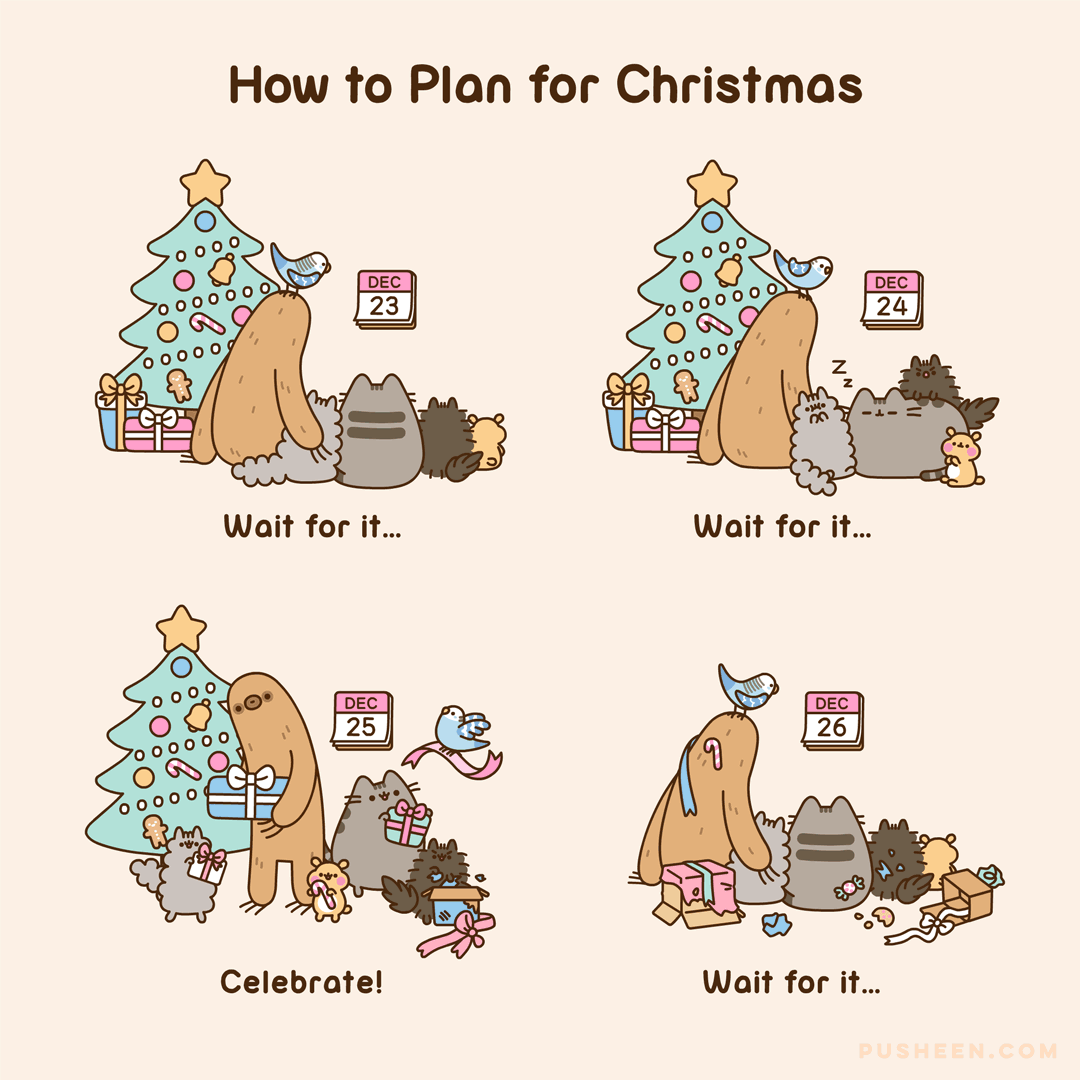 How to Plan for Christmas
DEC
23
Wait for it...
DEC
24
Z
z
Wait for it...
DEC
25
Celebrate!
DEC
26
Wait for it...
PUSHEEN.COM